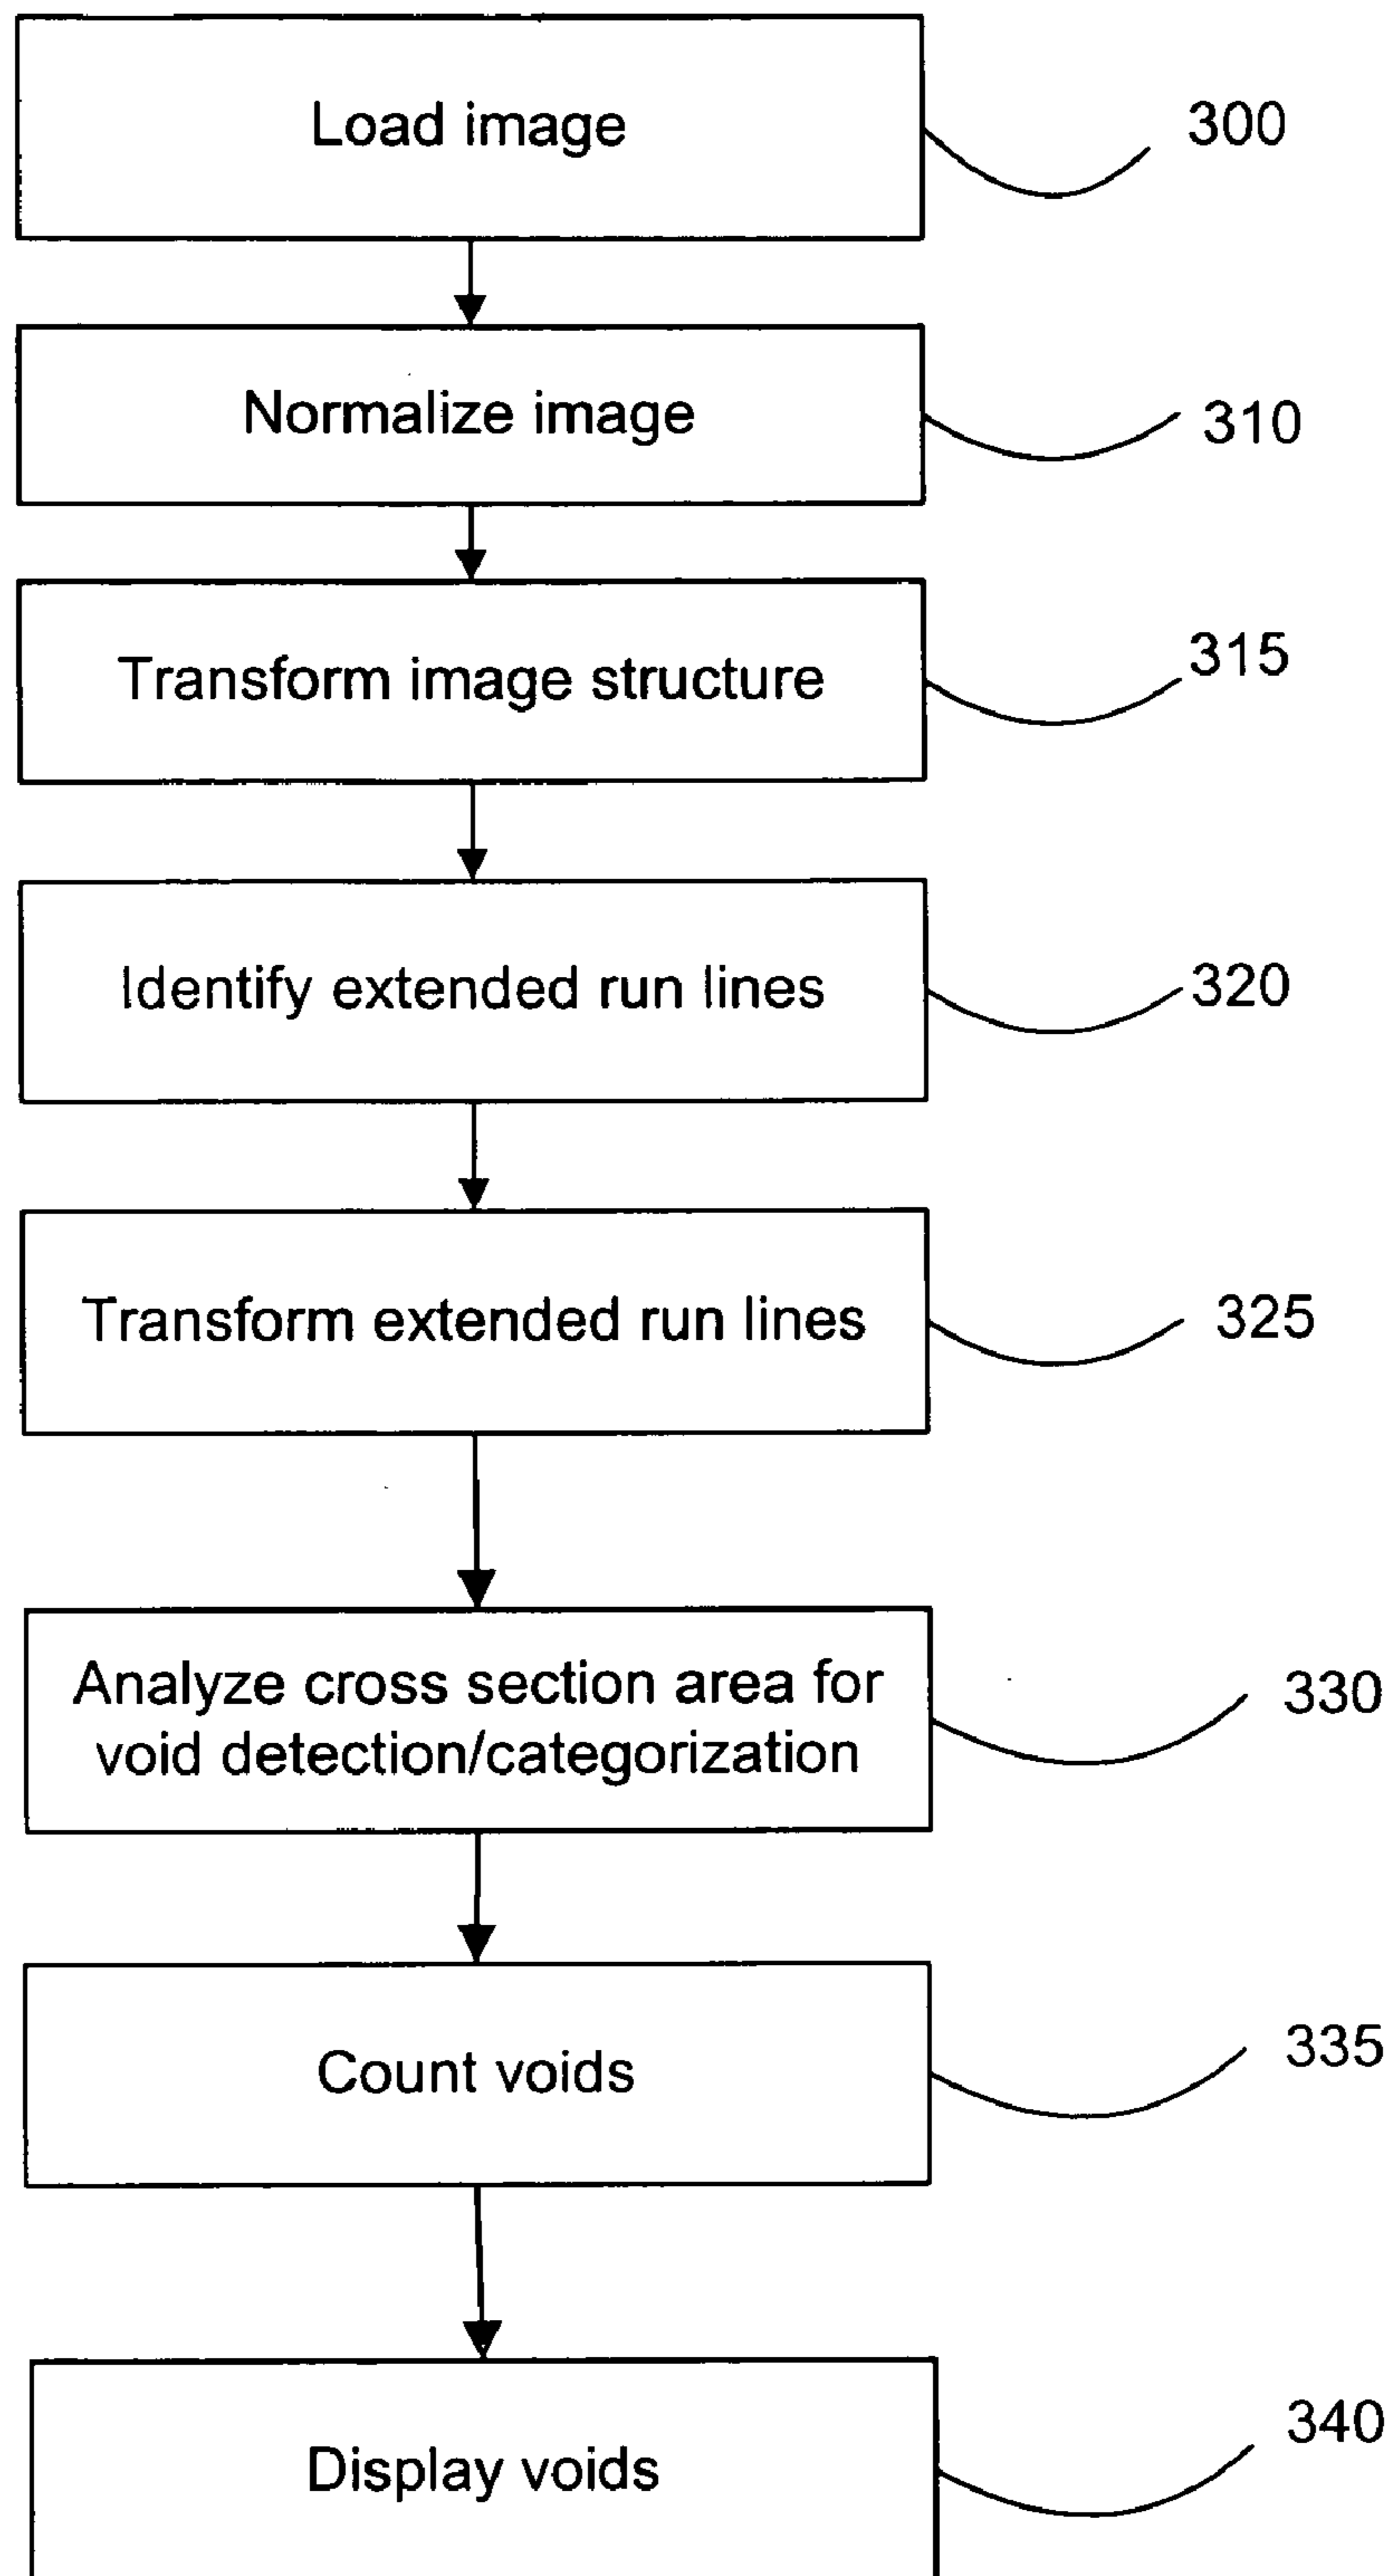 Load image
300
Normalize image
310
Transform image structure
315
Identify extended run lines
320
Transform extended run lines
325
Analyze cross section area for
void detection/categorization
330
Count voids
335
Display voids
340